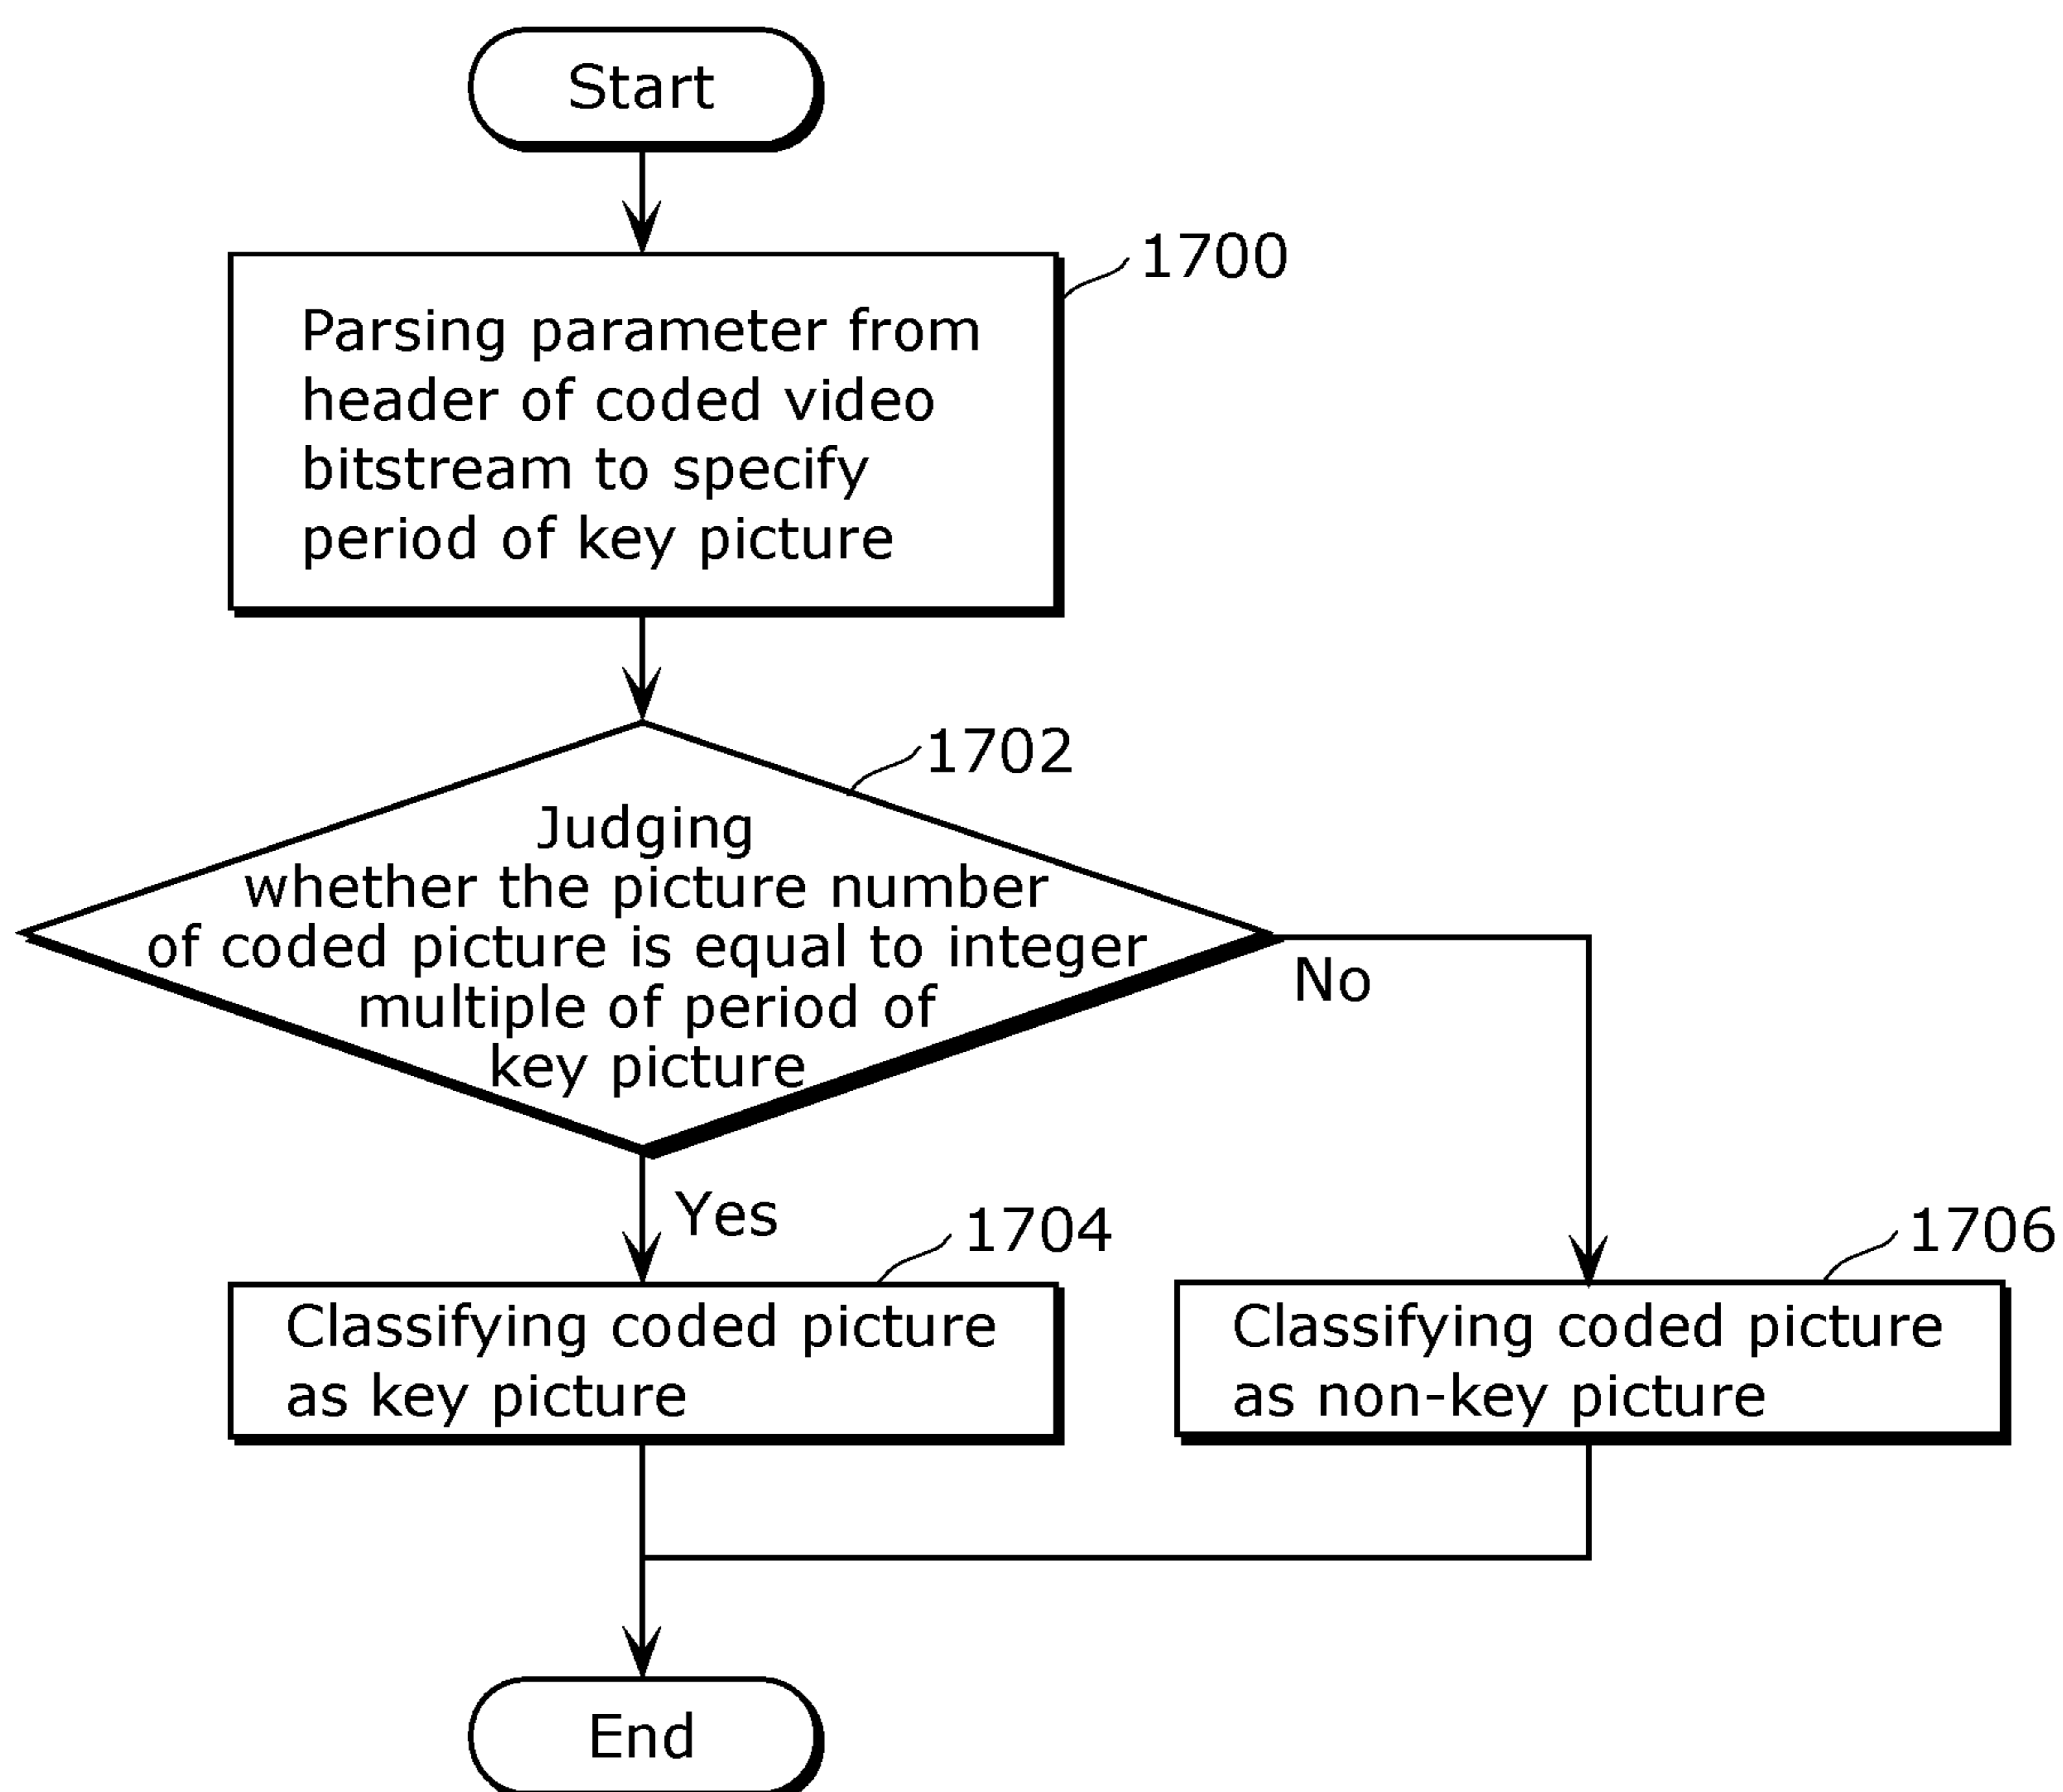 Start
1700
Parsing parameter from
header of coded video
bitstream to specify
period of key picture
1702
Judging
whether the picture number
of coded picture is equal to integer
multiple of period of
key picture
No
Yes
1704
1706
Classifying coded picture
as key picture
Classifying coded picture
as non-key picture
End